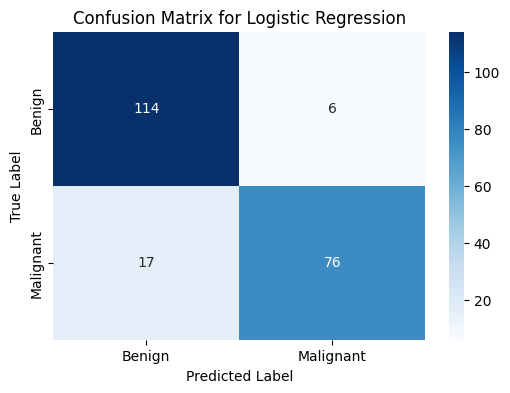 Confusion Matrix for Logistic Regression
True Label
Benign
114
6
Malignant
17
76
Benign
Malignant
Predicted Label
100
80
60
40
20